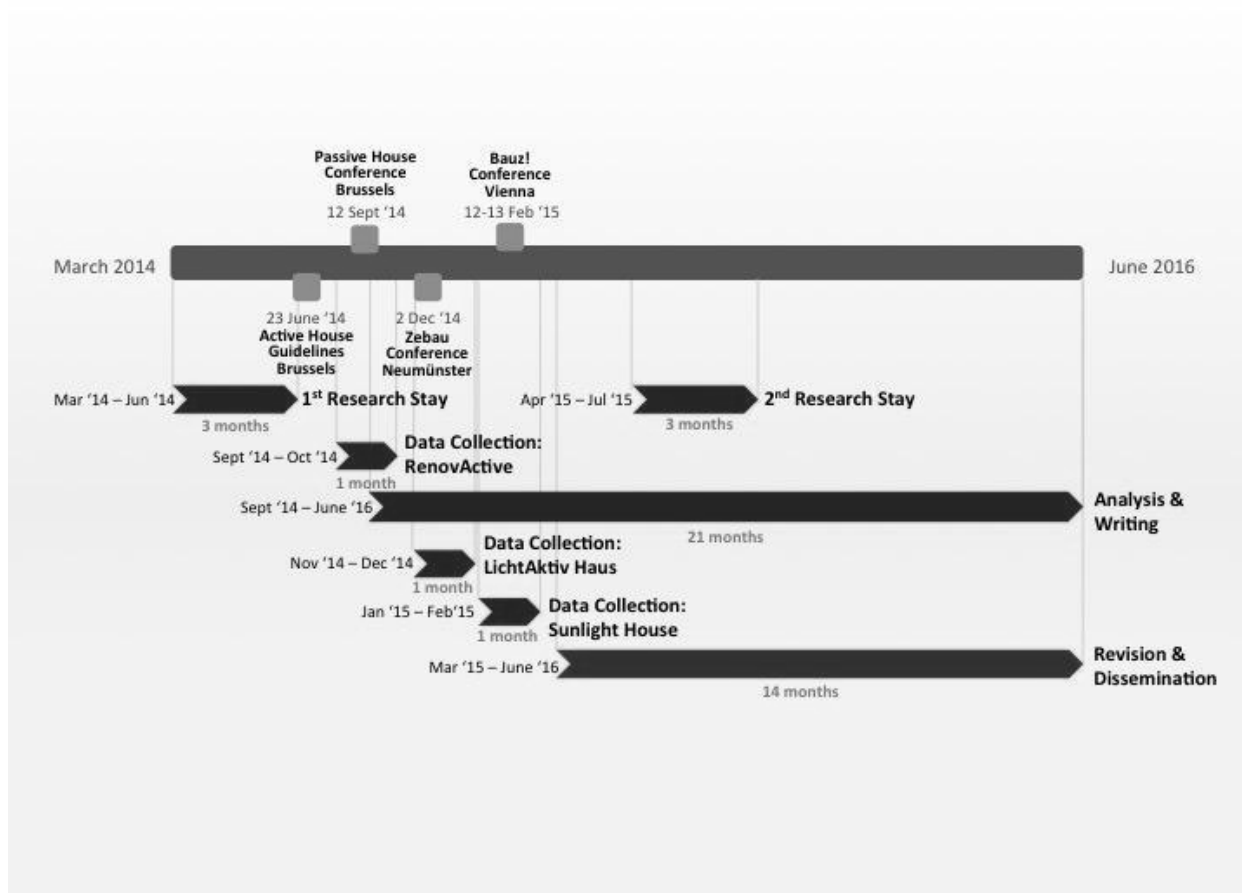 Passive House
Conference
Brussels
12 Sept ‘14
Bauz!
Conference
Vienna
12-13 Feb ‘15
March 2014
June 2016
23 June ‘14
Active House
Guidelines
Brussels
2 Dec ‘14
Zebau
Conference
Neumünster
Mar ‘14 – Jun ‘14
1st Research Stay
3 months
Apr ‘15 – Jul ‘15
2nd Research Stay
3 months
Sept ‘14 – Oct ‘14
Data Collection:
RenovActive
1 month
Sept ‘14 – June ‘16
Analysis &
Writing
21 months
Nov ‘14 – Dec ‘14
Data Collection:
LichtAktiv Haus
1 month
Jan ‘15 – Feb‘15
Data Collection:
Sunlight House
1 month
Mar ‘15 – June ‘16
Revision &
Dissemination
14 months